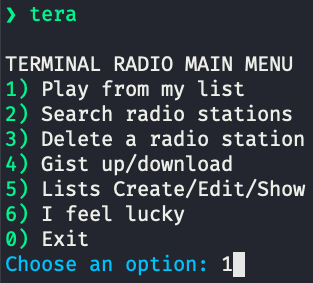 ❯ tera
TERMINAL RADIO MAIN MENU
1) Play from my list
2) Search radio stations
3) Delete a radio station
4) Gist up/download
5) Lists Create/Edit/Show
6) I feel lucky
0) Exit
Choose an option: 1